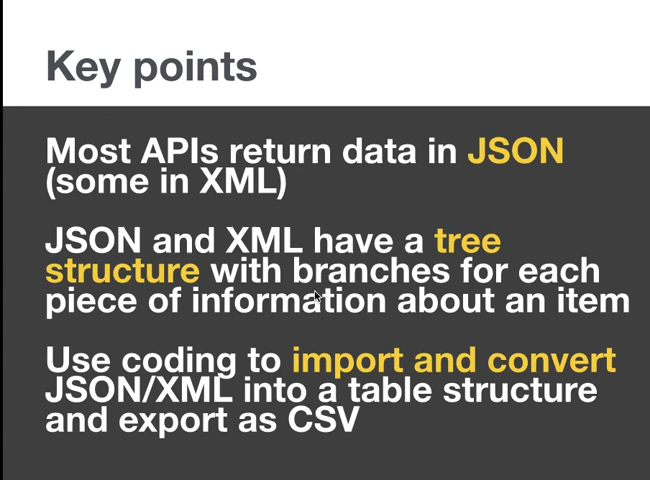 Key points
Most APIs return data in JSON
(some in XML)
JSON and XML have a tree
structure with branches for each
piece of information about an item
Use coding to import and convert
JSON/XML into a table structure
and export as CSV